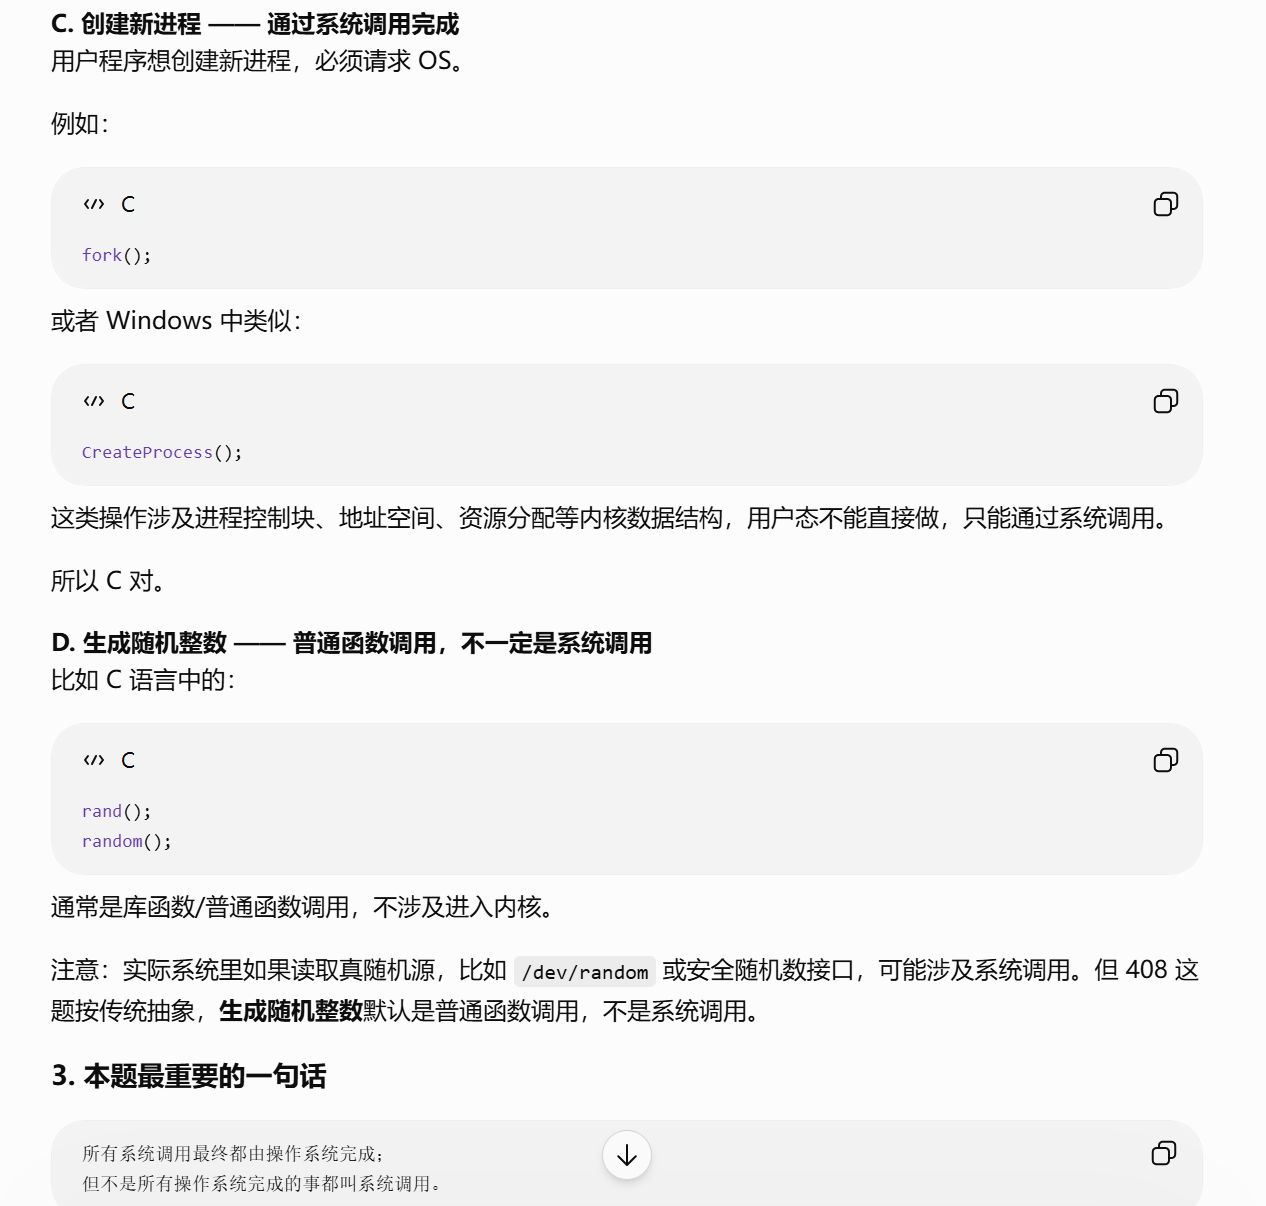 C. 创建新进程 —— 通过系统调用完成
用户程序想创建新进程，必须请求 OS。
例如：
C
fork();
或者 Windows 中类似：
C
CreateProcess();
这类操作涉及进程控制块、地址空间、资源分配等内核数据结构，用户态不能直接做，只能通过系统调用。
所以 C 对。
D. 生成随机整数 —— 普通函数调用，不一定是系统调用
比如 C 语言中的：
C
rand();
random();
通常是库函数/普通函数调用，不涉及进入内核。
注意：实际系统里如果读取真随机源，比如 /dev/random 或安全随机数接口，可能涉及系统调用。但 408 这
题按传统抽象，生成随机整数默认是普通函数调用，不是系统调用。
3. 本题最重要的一句话
所有系统调用最终都由操作系统完成；
但不是所有操作系统完成的事都叫系统调用。